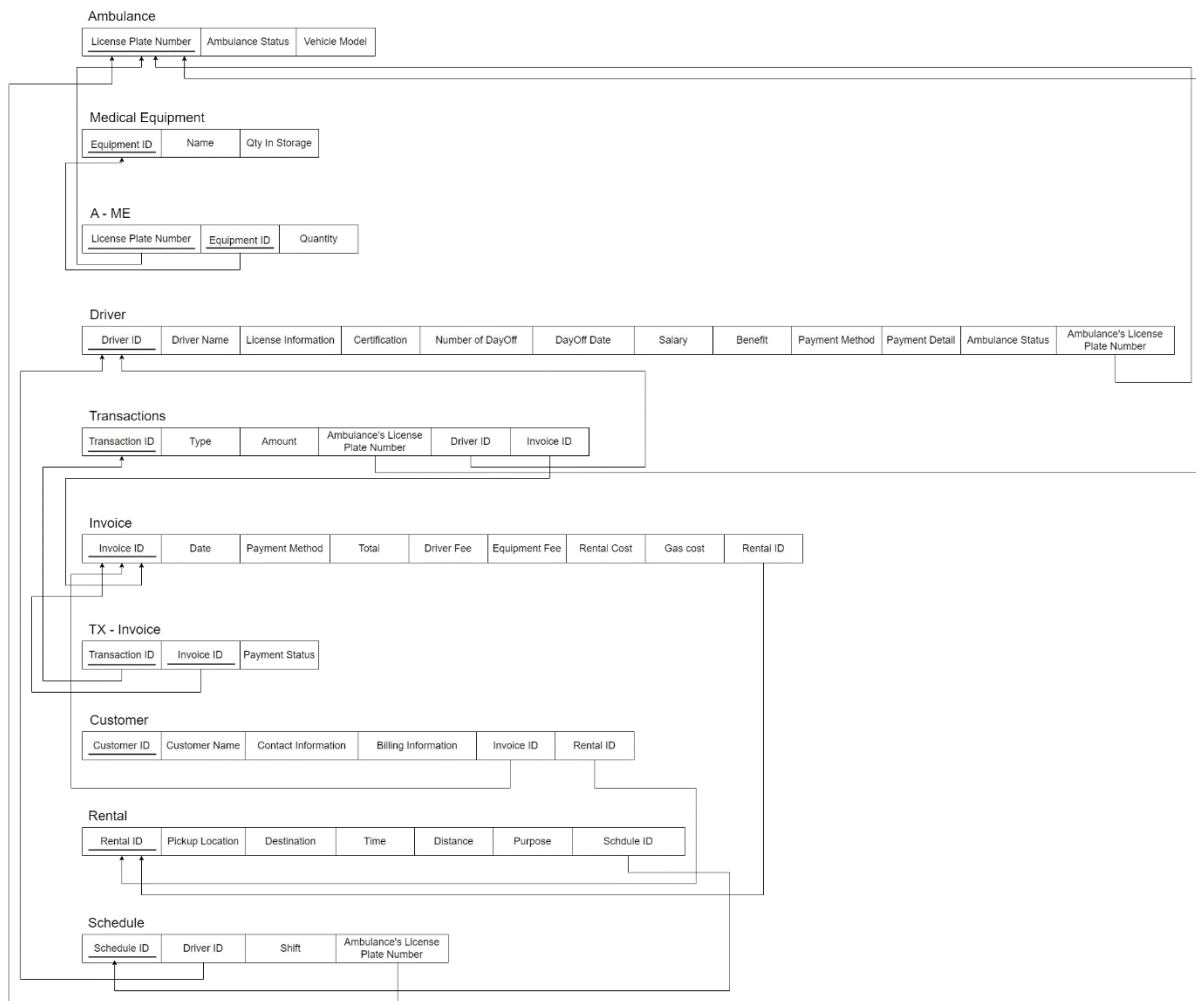 Ambulance
License Plate Number Ambulance Status Vehicle Model
Medical Equipment
Equipment ID Name Qty In Storage
A - ME
License Plate Number Equipment ID Quantity
Driver
Driver ID Driver Name License Information Certification Number of DayOff DayOff Date Salary Benefit Payment Method Payment Detail Ambulance Status Ambulance's License
Plate Number
Transactions
Transaction ID Type Amount Ambulance's License
Plate Number Driver ID Invoice ID
Invoice
Invoice ID Date Payment Method Total Driver Fee Equipment Fee Rental Cost Gas cost Rental ID
TX - Invoice
Transaction ID Invoice ID Payment Status
Customer
Customer ID Customer Name Contact Information Billing Information Invoice ID Rental ID
Rental
Rental ID Pickup Location Destination Time Distance Purpose Schdule ID
Schedule
Schedule ID Driver ID Shift Ambulance's License
Plate Number